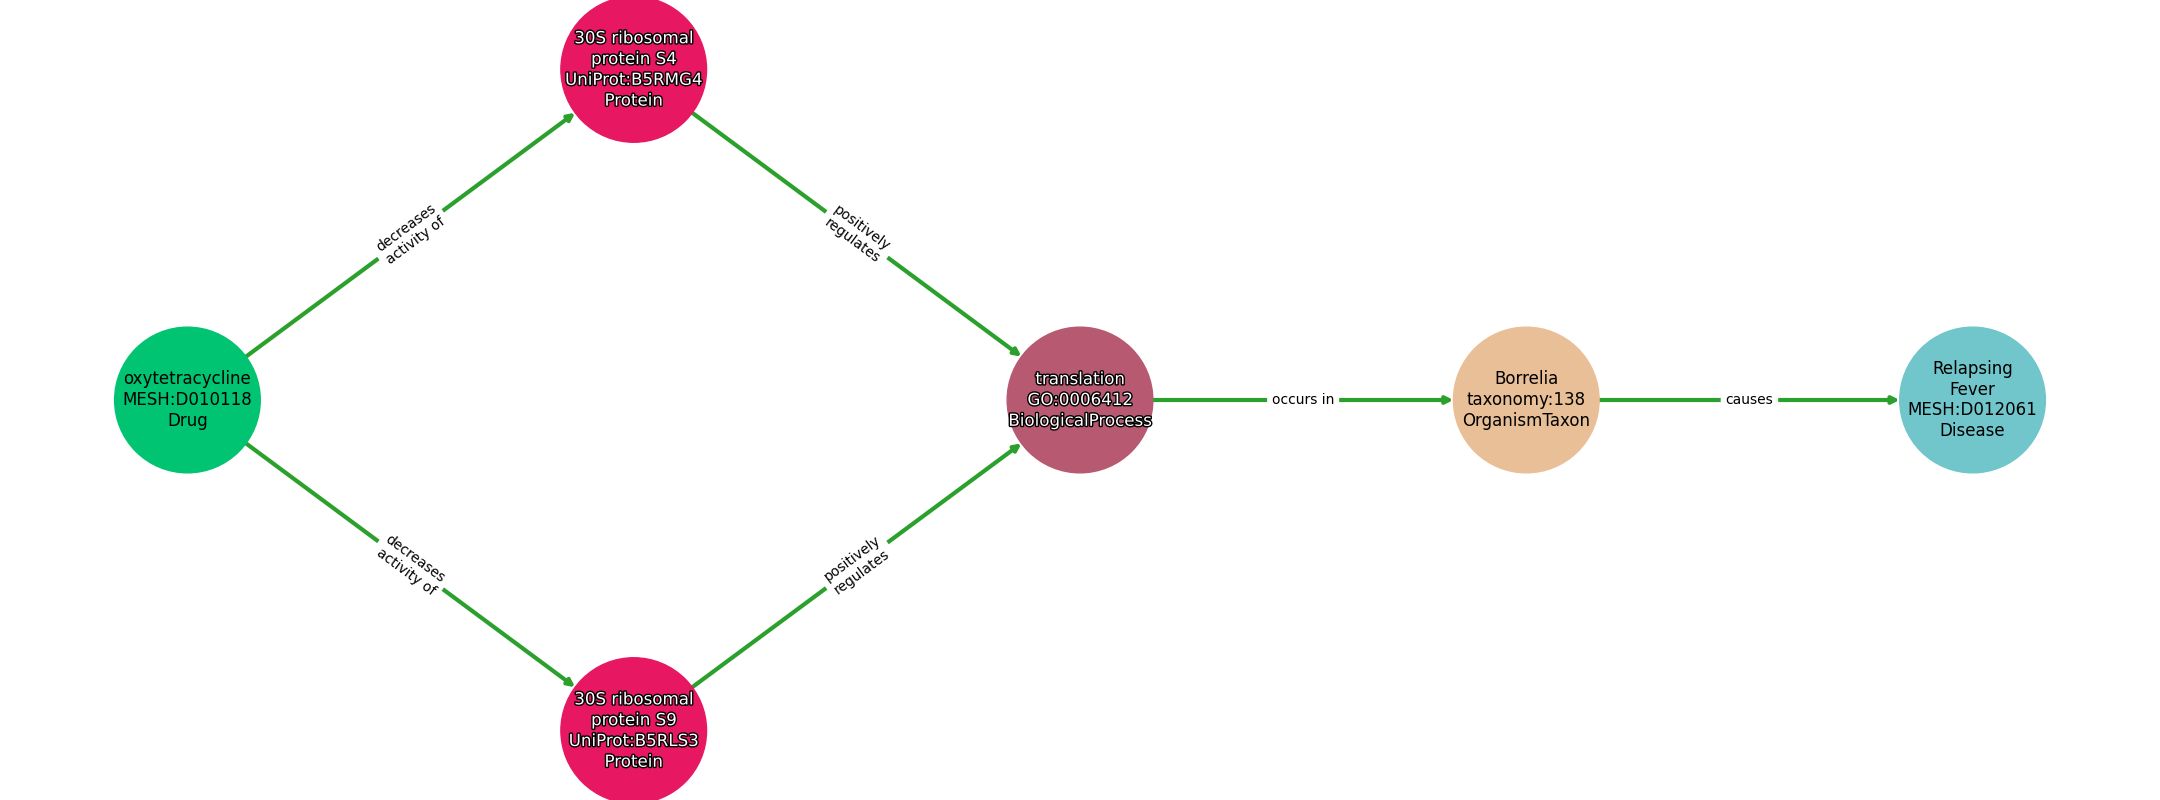 30S ribosomal
protein S4
UniProt:B5RMG4
Protein
decreases
activity of
positively
regulates
oxytetracycline
MESH:D010118
Drug
translation
GO:0006412
BiologicalProcess
occurs in
Borrelia
taxonomy:138
OrganismTaxon
causes
Relapsing
Fever
MESH:D012061
Disease
decreases
activity of
positively
regulates
30S ribosomal
protein S9
UniProt:B5RLS3
Protein